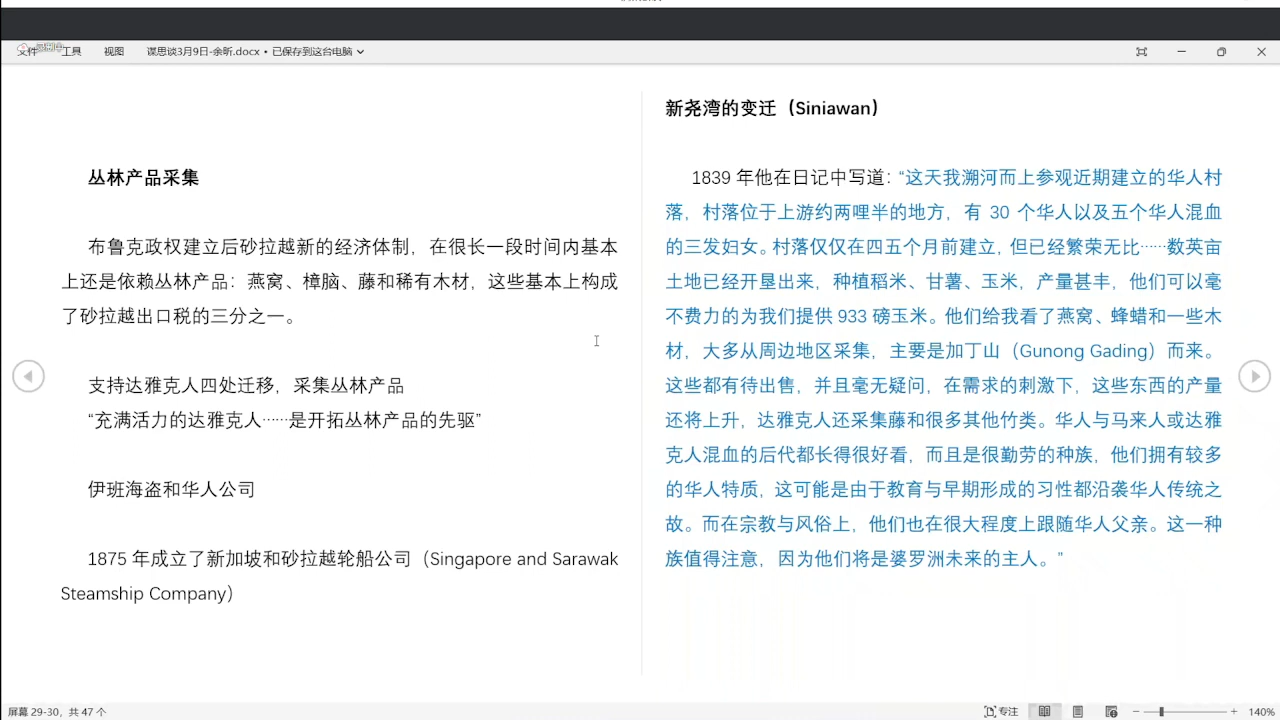 文件 工具 视图 谋思谈3月9日-余昕.docx • 已保存到这台电脑
丛林产品采集
布鲁克政权建立后砂拉越新的经济体制，在很长一段时间内基本
上还是依赖丛林产品：燕窝、樟脑、藤和稀有木材，这些基本上构成
了砂拉越出口税的三分之一。
支持达雅克人四处迁移，采集丛林产品
“充满活力的达雅克人……是开拓丛林产品的先驱”
伊班海盗和华人公司
1875 年成立了新加坡和砂拉越轮船公司（Singapore and Sarawak
Steamship Company）
新尧湾的变迁（Siniawan）
1839 年他在日记中写道：“这天我溯河而上参观近期建立的华人村
落，村落位于上游约两哩半的地方，有 30 个华人以及五个华人混血
的三发妇女。村落仅仅在四五个月前建立，但已经繁荣无比……数英亩
土地已经开垦出来，种植稻米、甘薯、玉米，产量甚丰，他们可以毫
不费力的为我们提供 933 磅玉米。他们给我看了燕窝、蜂蜡和一些木
材，大多从周边地区采集，主要是加丁山（Gunong Gading）而来。
这些都有待出售，并且毫无疑问，在需求的刺激下，这些东西的产量
还将上升，达雅克人还采集藤和很多其他竹类。华人与马来人或达雅
克人混血的后代都长得很好看，而且是很勤劳的种族，他们拥有较多
的华人特质，这可能是由于教育与早期形成的习性都沿袭华人传统之
故。而在宗教与风俗上，他们也在很大程度上跟随华人父亲。这一种
族值得注意，因为他们将是婆罗洲未来的主人。”
屏幕 29-30，共 47 个
专注
140%